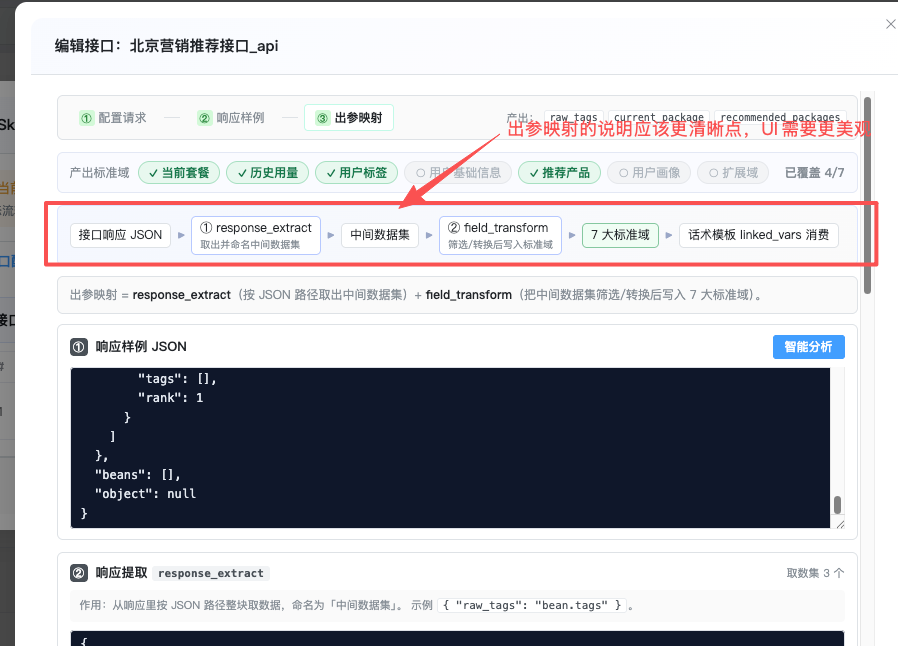 编辑接口：北京营销推荐接口_api
① 配置请求 ② 响应样例 ③ 出参映射 产出： raw_tags current_package recommended_packages
出参映射的说明应该更清晰点，UI需要更美观
产出标准域 ✓ 当前套餐 ✓ 历史用量 ✓ 用户标签 ○ 用户基础信息 ✓ 推荐产品 ○ 用户画像 ○ 扩展域 已覆盖 4/7
接口响应 JSON ▸ ① response_extract ▸ 中间数据集 ▸ ② field_transform ▸ 7 大标准域 ▸ 话术模板 linked_vars 消费
取出并命名中间数据集 筛选/转换后写入标准域
出参映射 = response_extract（按 JSON 路径取出中间数据集）+ field_transform（把中间数据集筛选/转换后写入 7 大标准域）。
① 响应样例 JSON 智能分析
"tags": [],
"rank": 1
}
]
},
"beans": [],
"object": null
}
② 响应提取 response_extract 取数集 3 个
作用：从响应里按 JSON 路径整块取数据，命名为「中间数据集」。 示例 { "raw_tags": "bean.tags" } 。
{